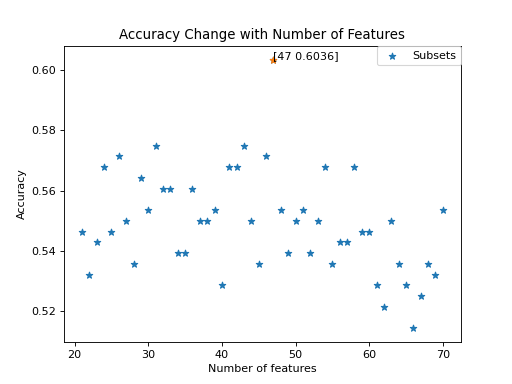 Accuracy Change with Number of Features
[47 0.6036]
Subsets
Accuracy
0.60
0.58
0.56
0.54
0.52
20 30 40 50 60 70
Number of features